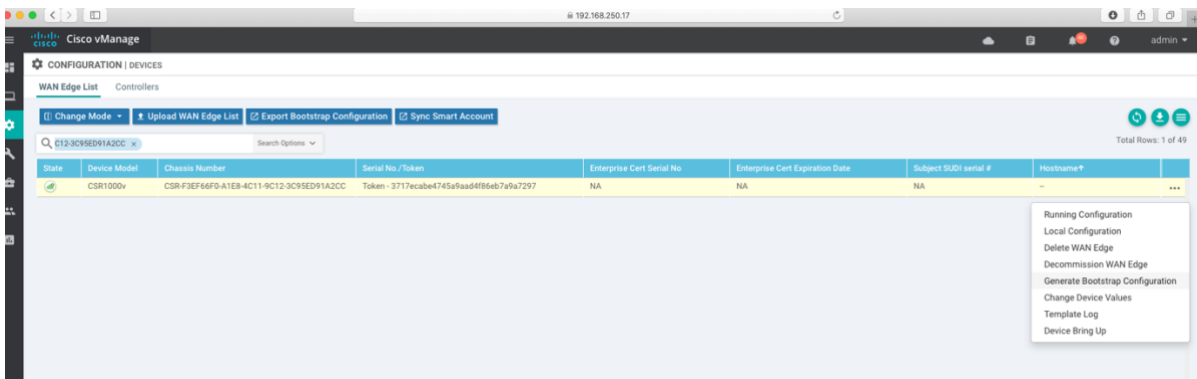 192.168.250.17
cisco Cisco vManage
admin
CONFIGURATION | DEVICES
WAN Edge List Controllers
Change Mode Upload WAN Edge List Export Bootstrap Configuration Sync Smart Account
C12-3C95ED91A2CC × Search Options
Total Rows: 1 of 49
State Device Model Chassis Number Serial No./Token Enterprise Cert Serial No Enterprise Cert Expiration Date Subject SUDI serial # Hostname
CSR1000v CSR-F3EF66F0-A1E8-4C11-9C12-3C95ED91A2CC Token - 3717ecabe4745a9aad4f86eb7a9a7297 NA NA NA --
Running Configuration
Local Configuration
Delete WAN Edge
Decommission WAN Edge
Generate Bootstrap Configuration
Change Device Values
Template Log
Device Bring Up